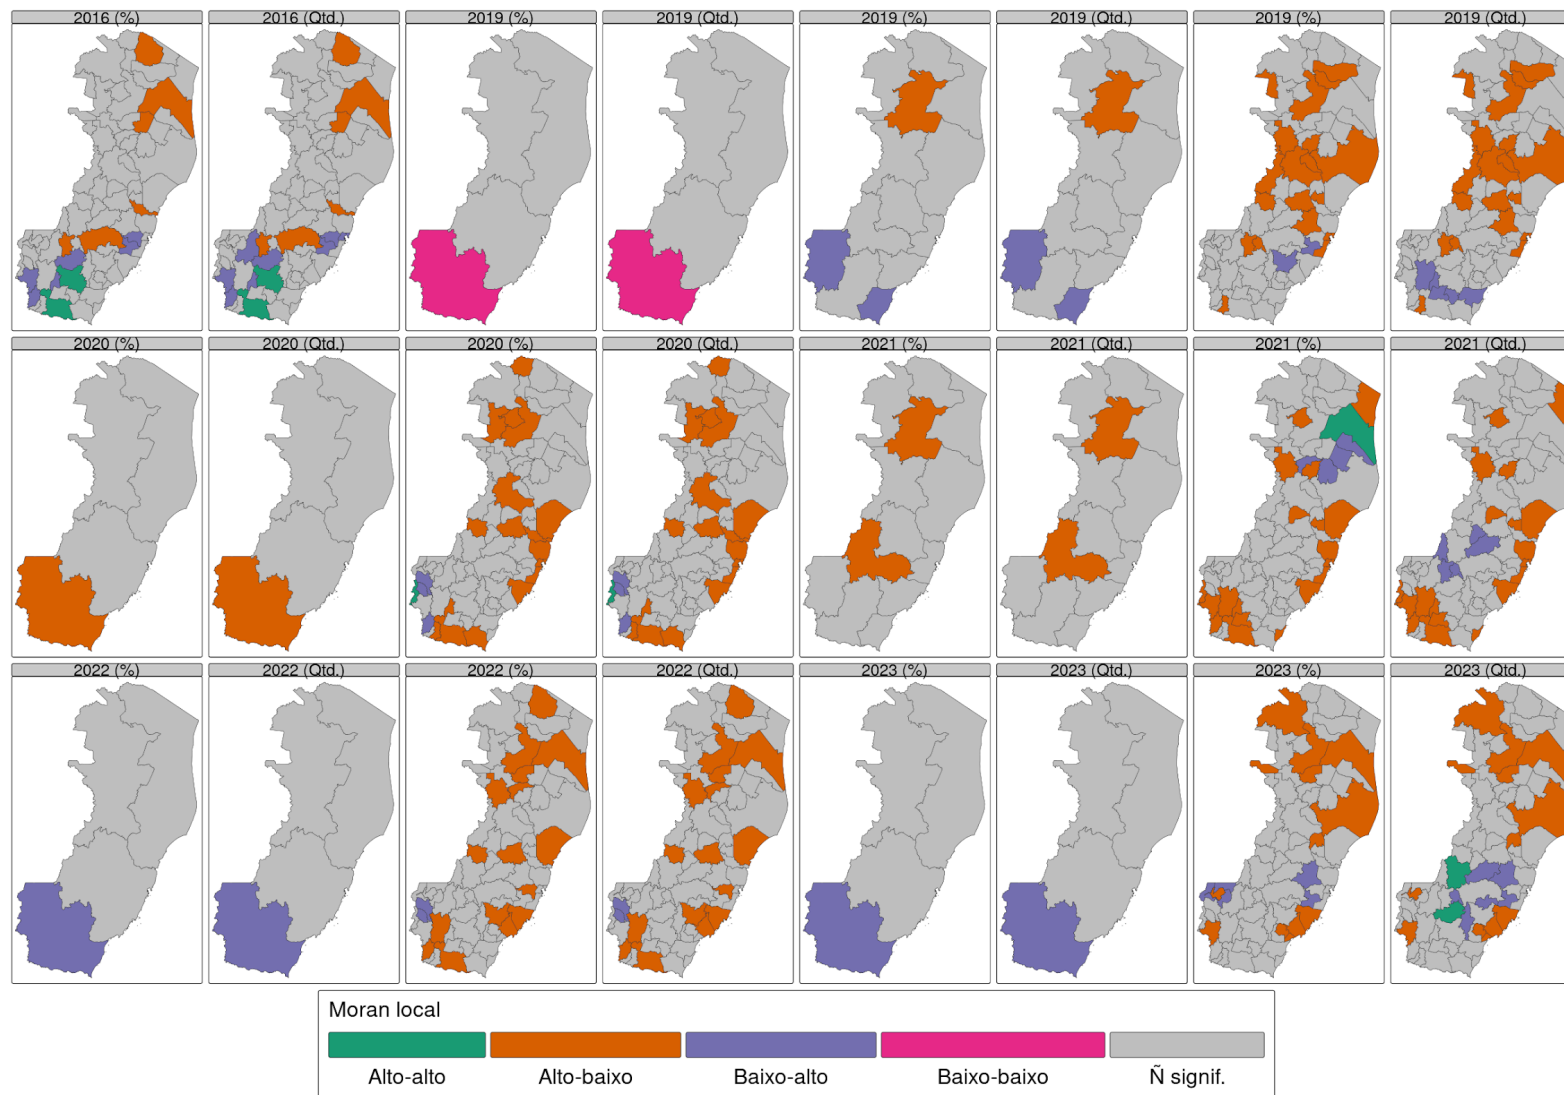 2016 (%) 2016 (Qtd.) 2019 (%) 2019 (Qtd.) 2019 (%) 2019 (Qtd.) 2019 (%) 2019 (Qtd.)
2020 (%) 2020 (Qtd.) 2020 (%) 2020 (Qtd.) 2021 (%) 2021 (Qtd.) 2021 (%) 2021 (Qtd.)
2022 (%) 2022 (Qtd.) 2022 (%) 2022 (Qtd.) 2023 (%) 2023 (Qtd.) 2023 (%) 2023 (Qtd.)
Moran local
Alto-alto Alto-baixo Baixo-alto Baixo-baixo Ñ signif.